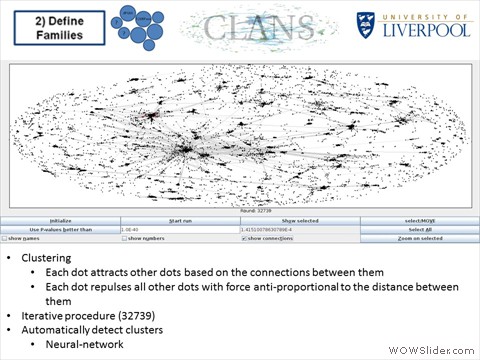 2) Define
Families
CLANS
UNIVERSITY OF
LIVERPOOL
Round: 32739
Initialize
Start run
Show selected
select/MOVE
Use P-values better than
1.0E-40
Select All
show names
show numbers
show connections
Zoom on selected
• Clustering
• Each dot attracts other dots based on the connections between them
• Each dot repulses all other dots with force anti-proportional to the distance between
them
• Iterative procedure (32739)
• Automatically detect clusters
• Neural-network
WOWSlider.com